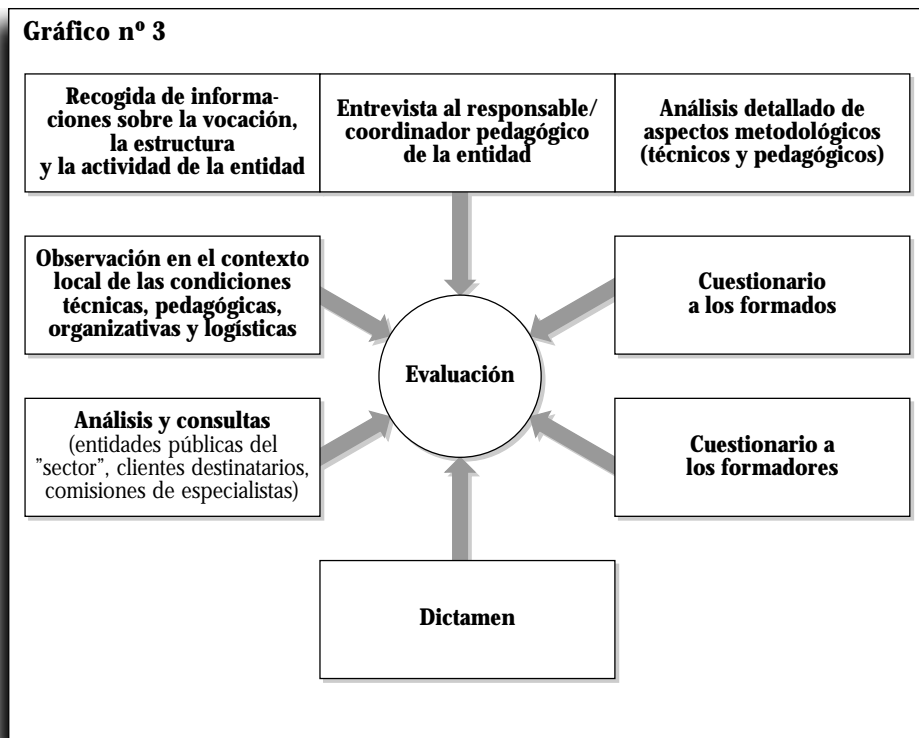 Gráfico nº 3
Recogida de informa-
ciones sobre la vocación,
la estructura
y la actividad de la entidad
Entrevista al responsable/
coordinador pedagógico
de la entidad
Análisis detallado de
aspectos metodológicos
(técnicos y pedagógicos)
Observación en el contexto
local de las condiciones
técnicas, pedagógicas,
organizativas y logísticas
Cuestionario
a los formados
Evaluación
Análisis y consultas
(entidades públicas del
"sector", clientes destinatarios,
comisiones de especialistas)
Cuestionario a
los formadores
Dictamen